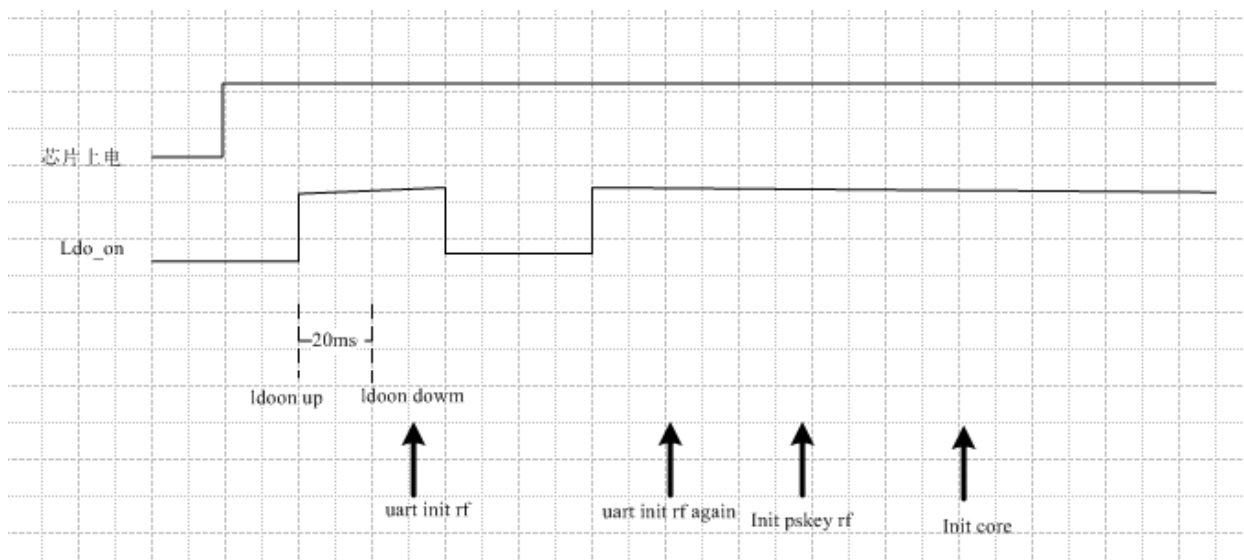 芯片上电
Ldo_on
20ms
ldoon up
ldoon dowm
uart init rf
uart init rf again
Init pskey rf
Init core